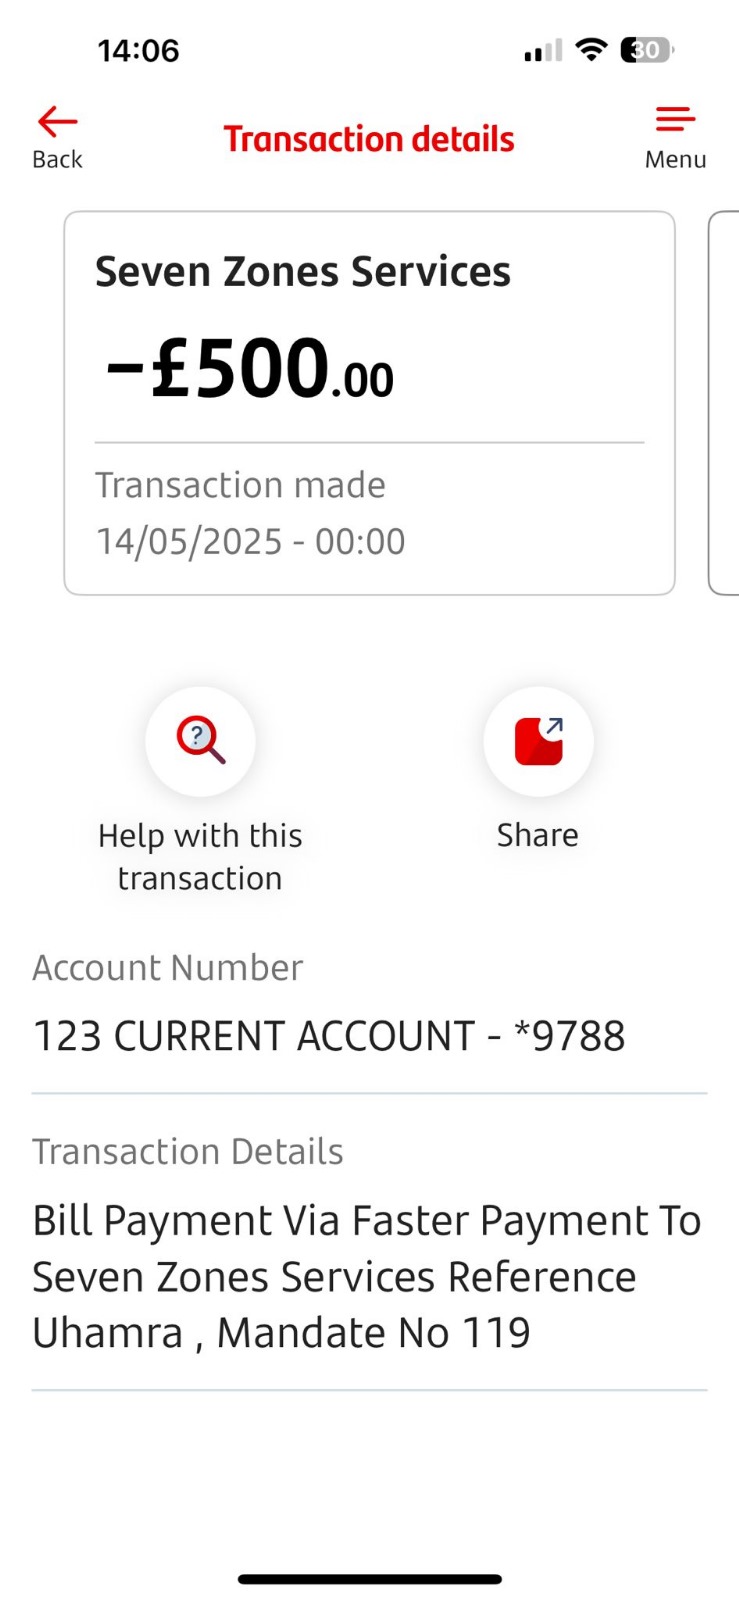 14:06
30
Back
Transaction details
Menu
Seven Zones Services
-£500.00
Transaction made
14/05/2025 - 00:00
?
Help with this
transaction
Share
Account Number
123 CURRENT ACCOUNT - *9788
Transaction Details
Bill Payment Via Faster Payment To
Seven Zones Services Reference
Uhamra , Mandate No 119